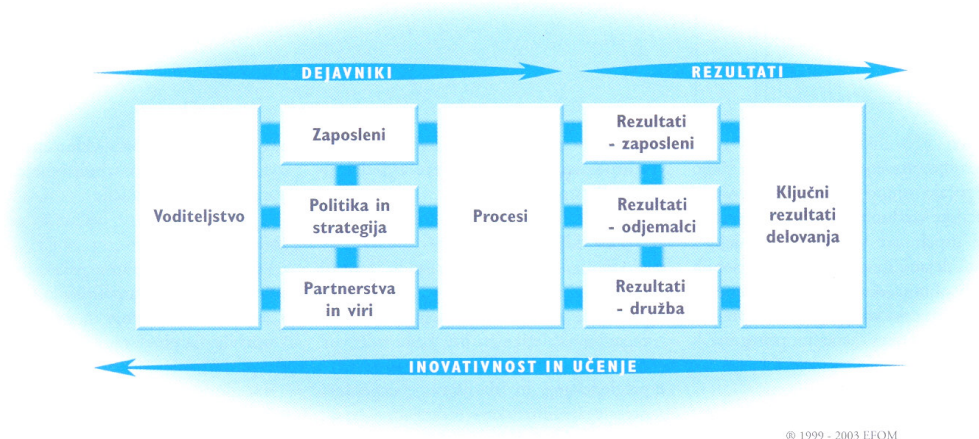 DEJAVNIKI
REZULTATI
Voditeljstvo
Zaposleni
Politika in
strategija
Partnerstva
in viri
Procesi
Rezultati
- zaposleni
Rezultati
- odjemalci
Rezultati
- družba
Ključni
rezultati
delovanja
INOVATIVNOST IN UČENJE
® 1999 - 2003 EFQM